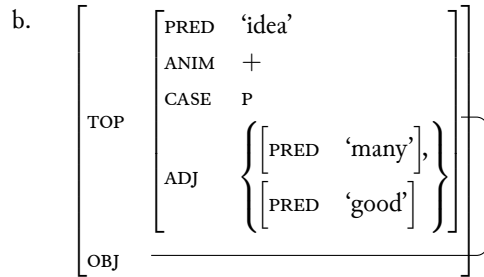 b.
PRED ‘idea’
ANIM +
CASE P
TOP
ADJ
PRED ‘many’ ,
PRED ‘good’
OBJ